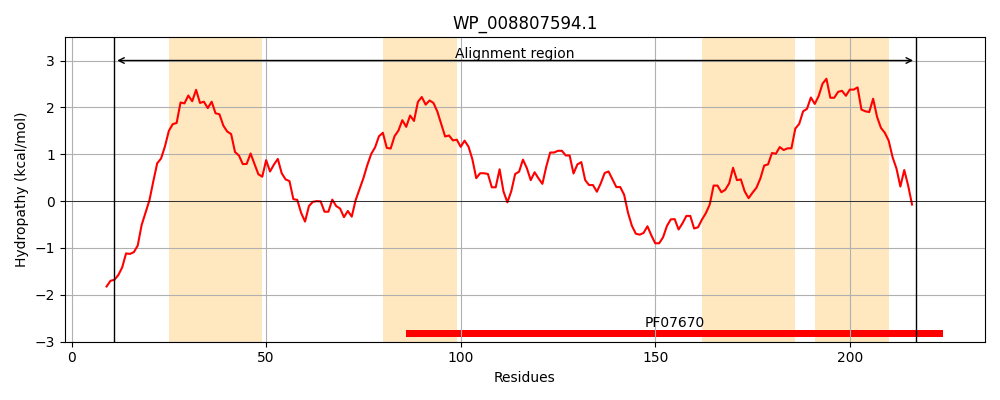 WP_008807594.1
Hydropathy (kcal/mol)
3
2
1
0
−1
−2
−3
Alignment region
PF07670
0
50
100
150
200
Residues